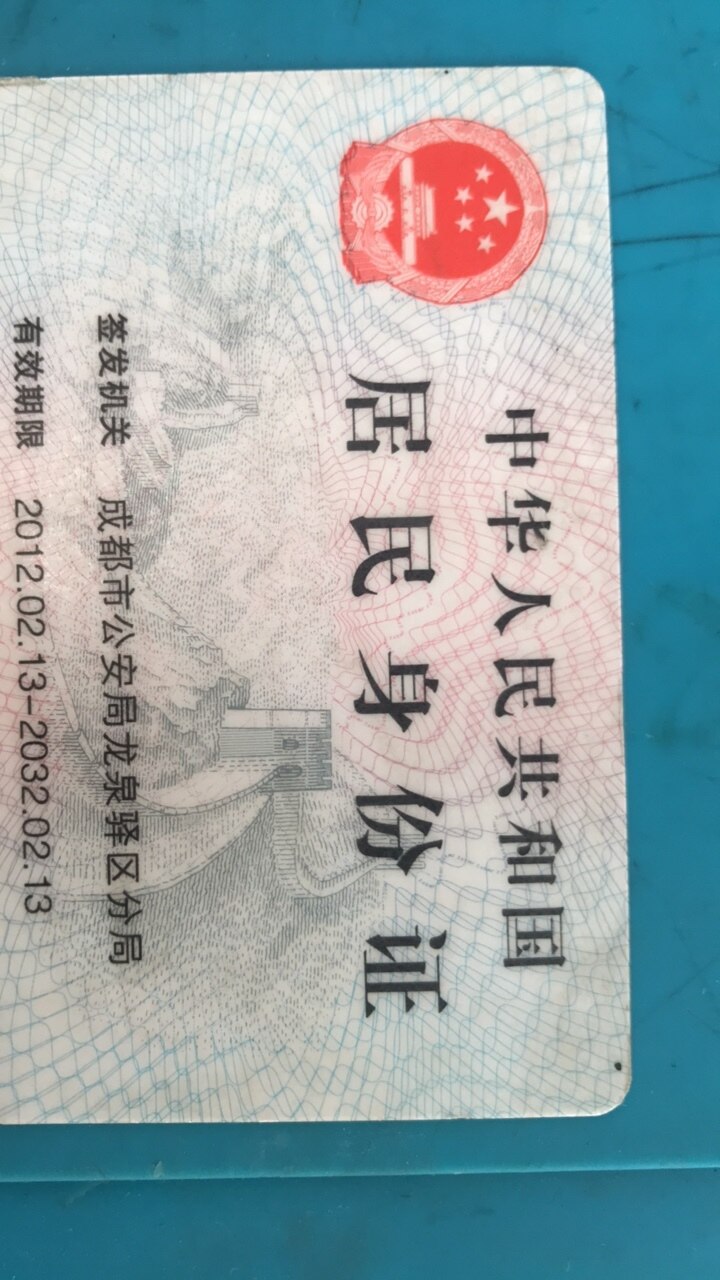 中华人民共和国
居民身份证
签发机关 成都市公安局龙泉驿区分局
有效期限 2012.02.13-2032.02.13